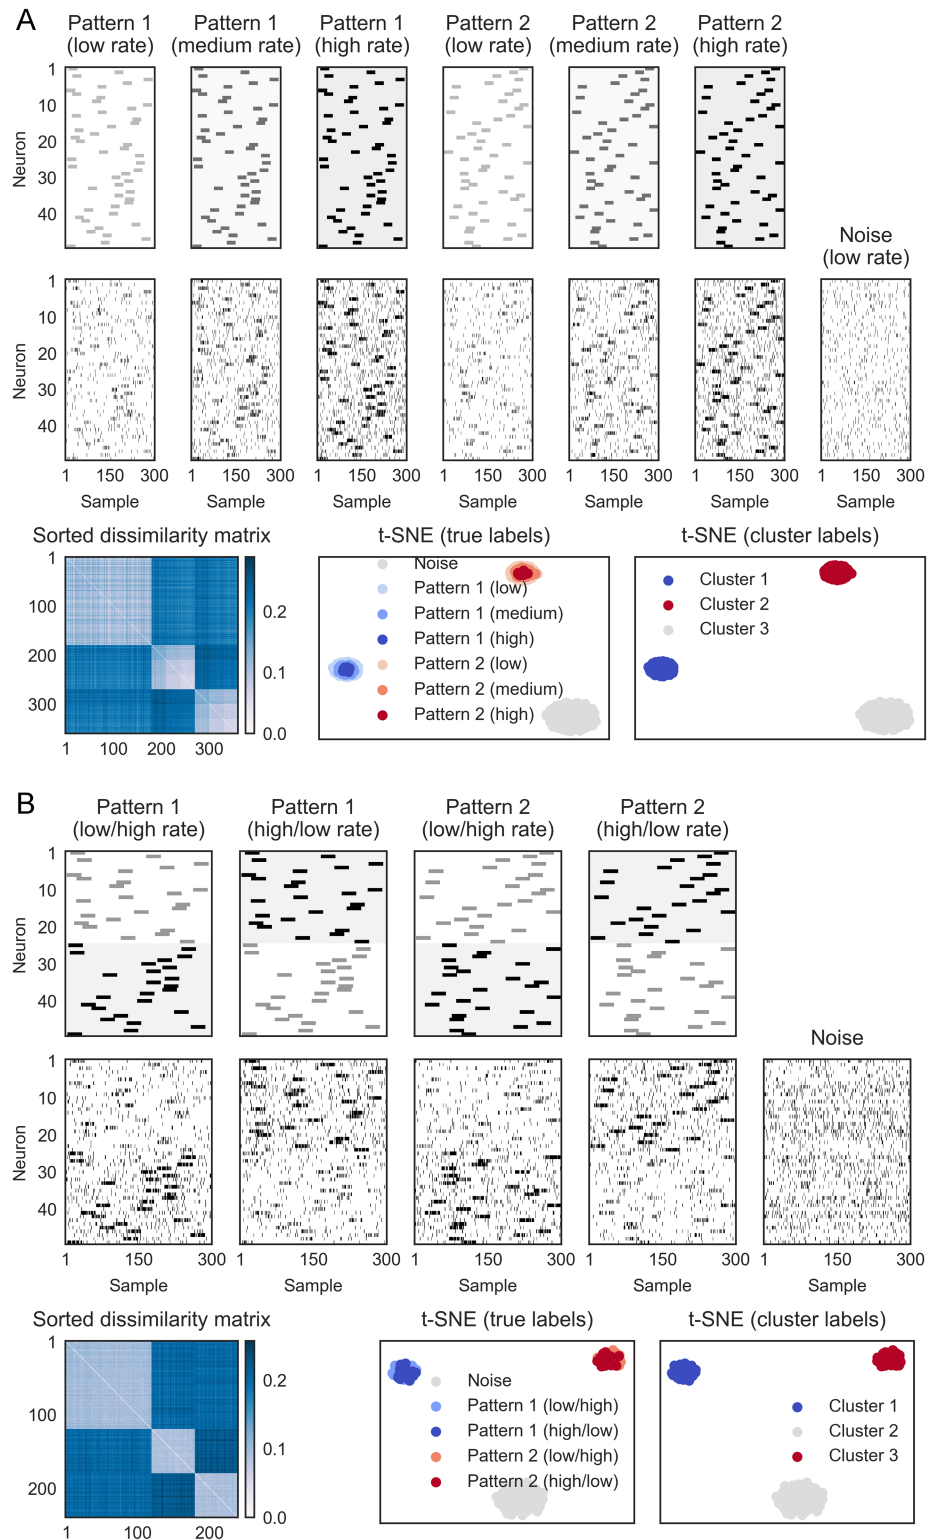 A
Pattern 1
(low rate)
Pattern 1
(medium rate)
Pattern 1
(high rate)
Pattern 2
(low rate)
Pattern 2
(medium rate)
Pattern 2
(high rate)
1
10
20
30
40
Neuron
Noise
(low rate)
1
10
20
30
40
Neuron
1 150 300
1 150 300
1 150 300
1 150 300
1 150 300
1 150 300
1 150 300
Sample
Sample
Sample
Sample
Sample
Sample
Sample
Sorted dissimilarity matrix
1
100
200
300
1 100 200 300
0.2
0.1
0.0
t-SNE (true labels)
Noise
Pattern 1 (low)
Pattern 1 (medium)
Pattern 1 (high)
Pattern 2 (low)
Pattern 2 (medium)
Pattern 2 (high)
t-SNE (cluster labels)
Cluster 1
Cluster 2
Cluster 3
B
Pattern 1
(low/high rate)
Pattern 1
(high/low rate)
Pattern 2
(low/high rate)
Pattern 2
(high/low rate)
1
10
20
30
40
Neuron
Noise
1
10
20
30
40
Neuron
1 150 300
1 150 300
1 150 300
1 150 300
1 150 300
Sample
Sample
Sample
Sample
Sample
Sorted dissimilarity matrix
1
100
200
1 100 200
0.2
0.1
0.0
t-SNE (true labels)
Noise
Pattern 1 (low/high)
Pattern 1 (high/low)
Pattern 2 (low/high)
Pattern 2 (high/low)
t-SNE (cluster labels)
Cluster 1
Cluster 2
Cluster 3